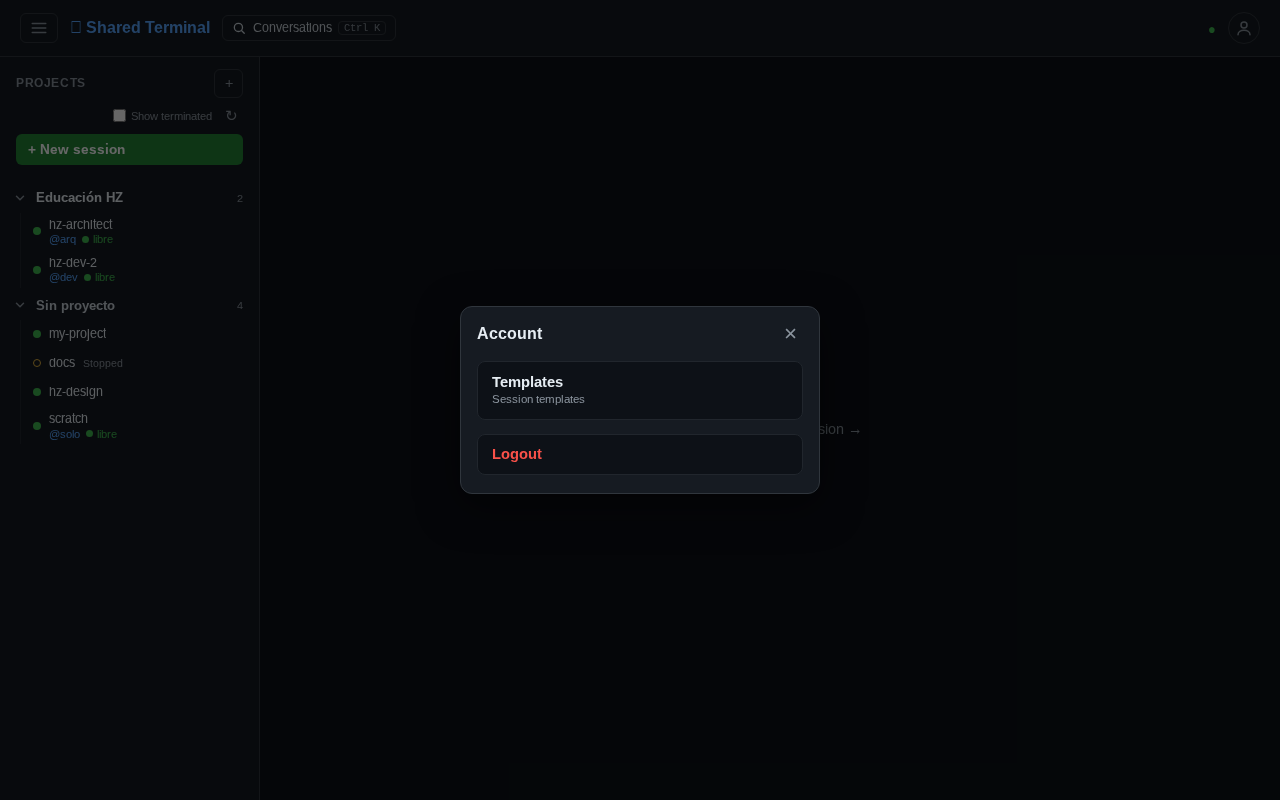 Shared Terminal
Conversations Ctrl K
PROJECTS
+
Show terminated ↻
+ New session
Educación HZ 2
hz-architect
@arq libre
hz-dev-2
@dev libre
Sin proyecto 4
my-project
docs Stopped
hz-design
scratch
@solo libre
Account ✕
Templates
Session templates
Logout
sion →